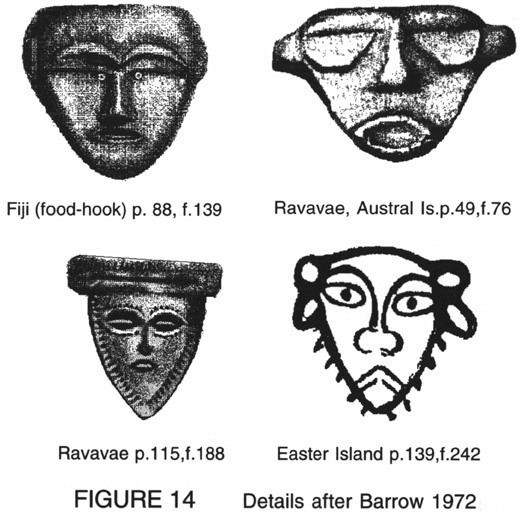 Fiji (food-hook) p. 88, f.139
Ravavae, Austral Is.p.49,f.76
Ravavae p.115,f.188
Easter Island p.139,f.242
FIGURE 14 Details after Barrow 1972